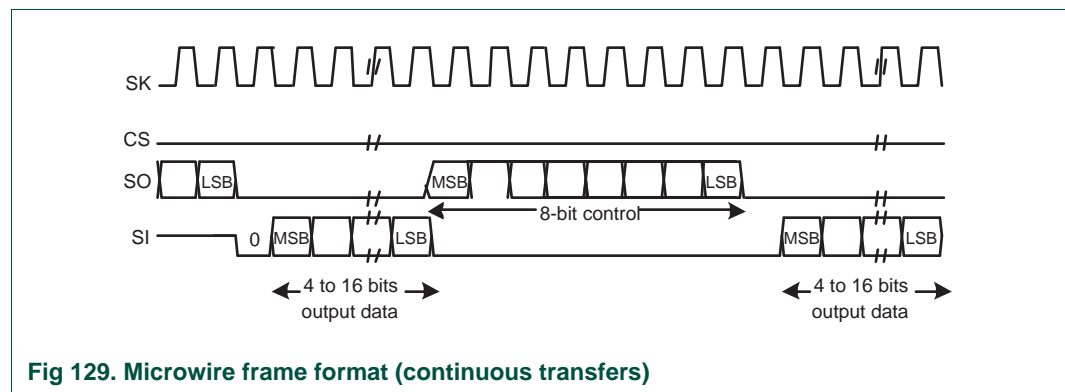 SK
CS
SO
LSB
MSB
LSB
8-bit control
SI
0
MSB
LSB
MSB
LSB
4 to 16 bits
output data
4 to 16 bits
output data
Fig 129. Microwire frame format (continuous transfers)